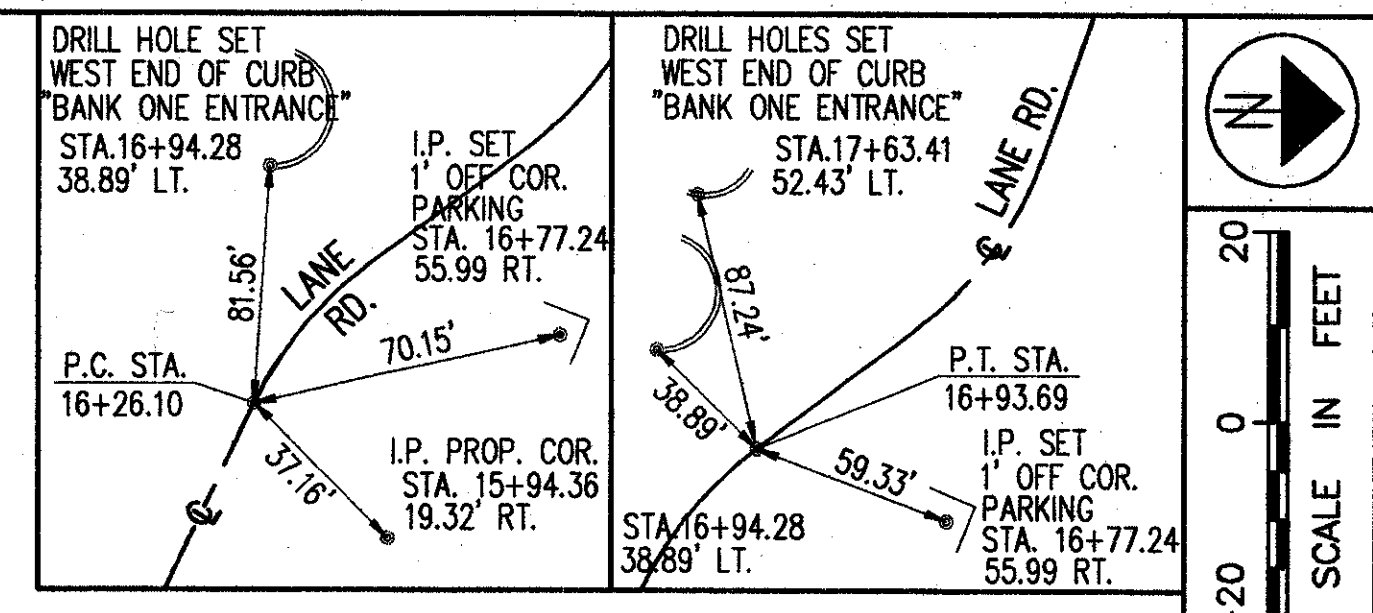 DRILL HOLE SET
WEST END OF CURB
"BANK ONE ENTRANCE"
STA.16+94.28
38.89' LT.
I.P. SET
1' OFF COR.
PARKING
STA. 16+77.24
55.99 RT.
81.56'
LANE
RD.
70.15'
P.C. STA.
16+26.10
37.16'
I.P. PROP. COR.
STA. 15+94.36
19.32' RT.
℄
DRILL HOLES SET
WEST END OF CURB
"BANK ONE ENTRANCE"
STA.17+63.41
52.43' LT.
℄ LANE RD.
87.24'
38.89'
P.T. STA.
16+93.69
59.33'
I.P. SET
1' OFF COR.
PARKING
STA. 16+77.24
55.99 RT.
STA.16+94.28
38.89' LT.
N
20
0
20
SCALE IN FEET